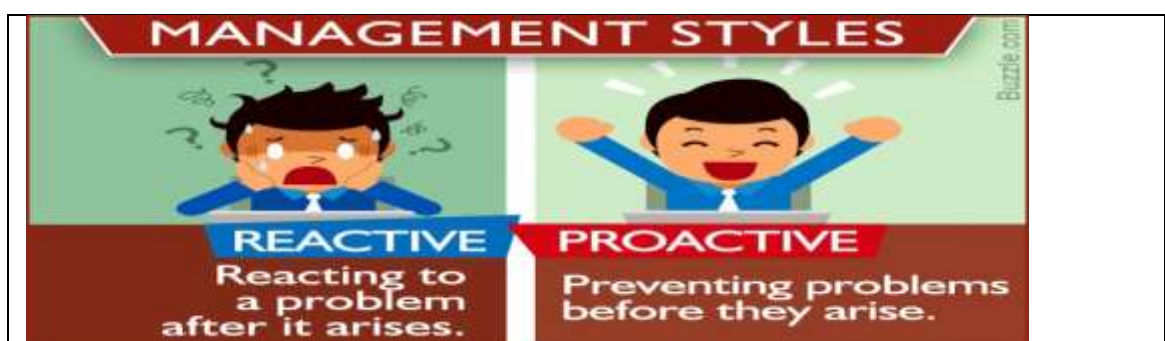 MANAGEMENT STYLES
Buzzle.com
REACTIVE
Reacting to
a problem
after it arises.
PROACTIVE
Preventing problems
before they arise.